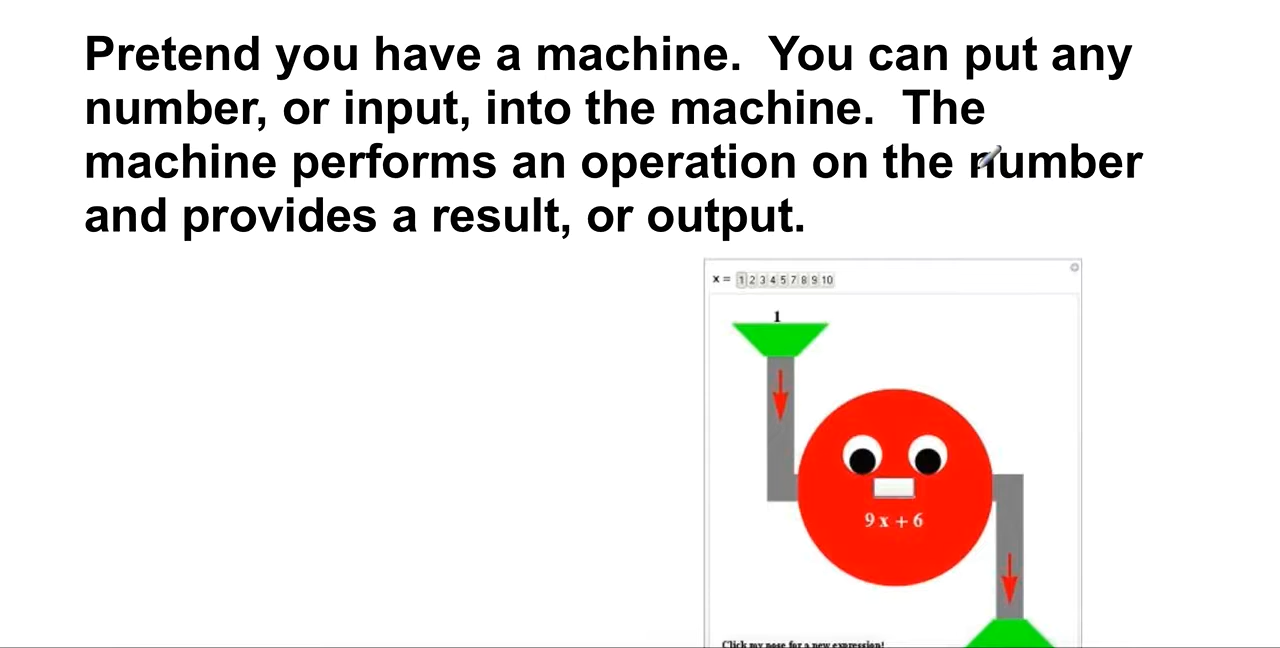 Pretend you have a machine.  You can put any
number, or input, into the machine.  The
machine performs an operation on the number
and provides a result, or output.
x = 1 2 3 4 5 7 8 9 10
1
9 x + 6
Click my nose for a new expression!